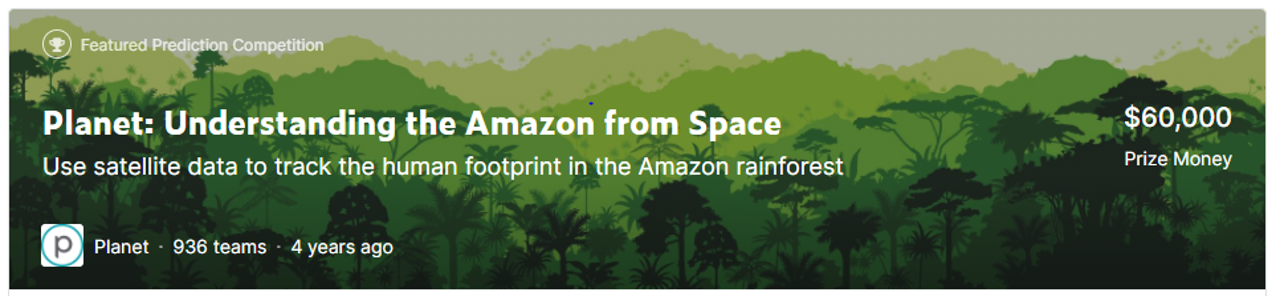 Featured Prediction Competition
Planet: Understanding the Amazon from Space
$60,000
Use satellite data to track the human footprint in the Amazon rainforest
Prize Money
p
Planet · 936 teams · 4 years ago